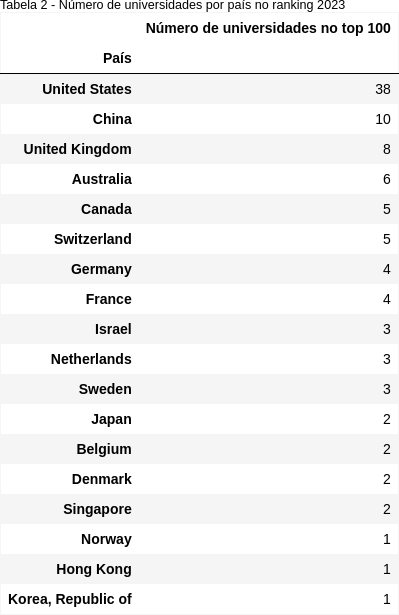 Tabela 2 - Número de universidades por país no ranking 2023
Número de universidades no top 100
País
United States 38
China 10
United Kingdom 8
Australia 6
Canada 5
Switzerland 5
Germany 4
France 4
Israel 3
Netherlands 3
Sweden 3
Japan 2
Belgium 2
Denmark 2
Singapore 2
Norway 1
Hong Kong 1
Korea, Republic of 1